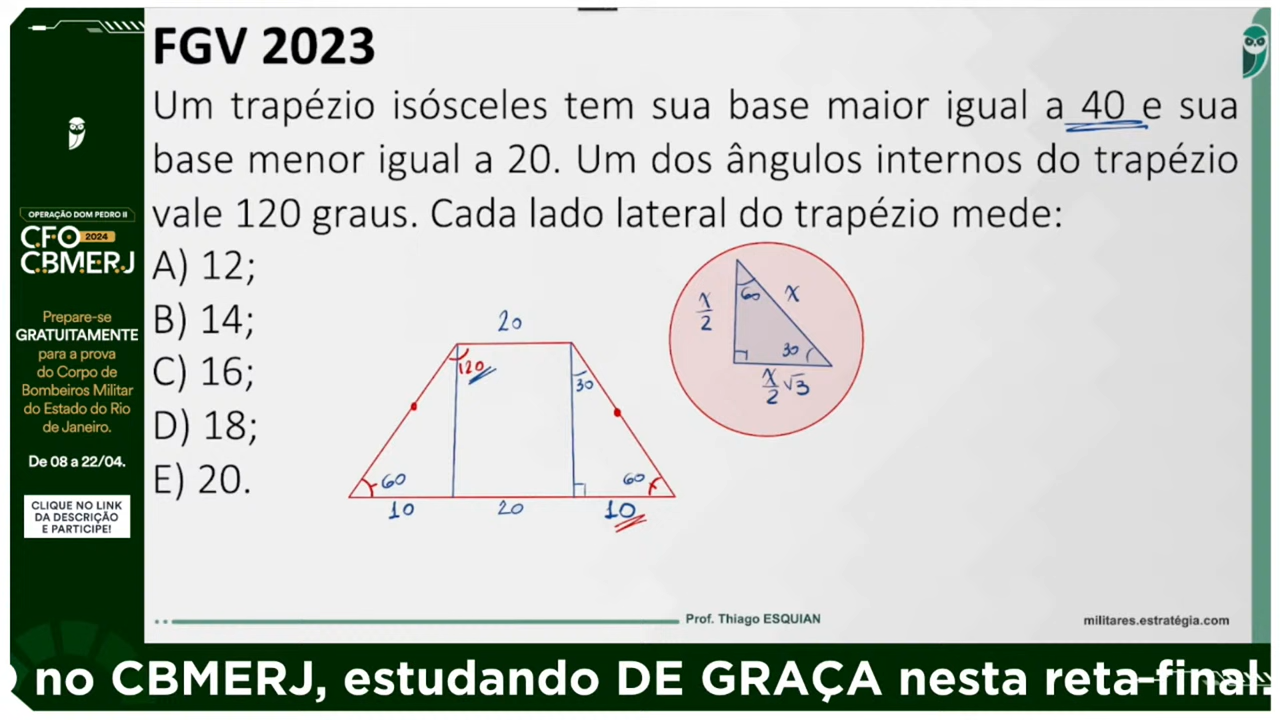 FGV 2023
Um trapézio isósceles tem sua base maior igual a 40 e sua
base menor igual a 20. Um dos ângulos internos do trapézio
vale 120 graus. Cada lado lateral do trapézio mede:
A) 12;
B) 14;
C) 16;
D) 18;
E) 20.
20
120
30
60
60
10
20
10
x/2
60
x
30
x/2 √3
OPERAÇÃO DOM PEDRO II
CFO 2024
CBMERJ
Prepare-se
GRATUITAMENTE
para a prova
do Corpo de
Bombeiros Militar
do Estado do Rio
de Janeiro.
De 08 a 22/04.
CLIQUE NO LINK
DA DESCRIÇÃO
E PARTICIPE!
Prof. Thiago ESQUIAN
militares.estratégia.com
no CBMERJ, estudando DE GRAÇA nesta reta-final.